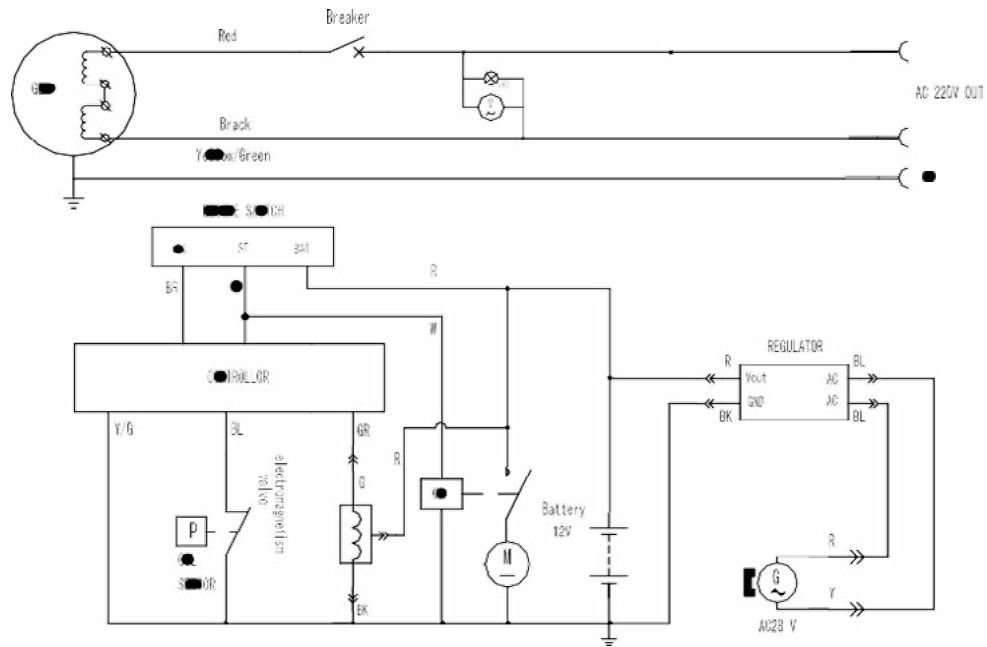 Breaker
Red
AC 220V OUT
Brack
/Green
ST
BAT
R
BR
W
REGULATOR
R
BL
Vout
AC
GND
AC
BK
BL
Y/G
BL
GR
R
G
electromagnetism
valve
P
Battery
12V
M
R
G
Y
BK
AC28 V